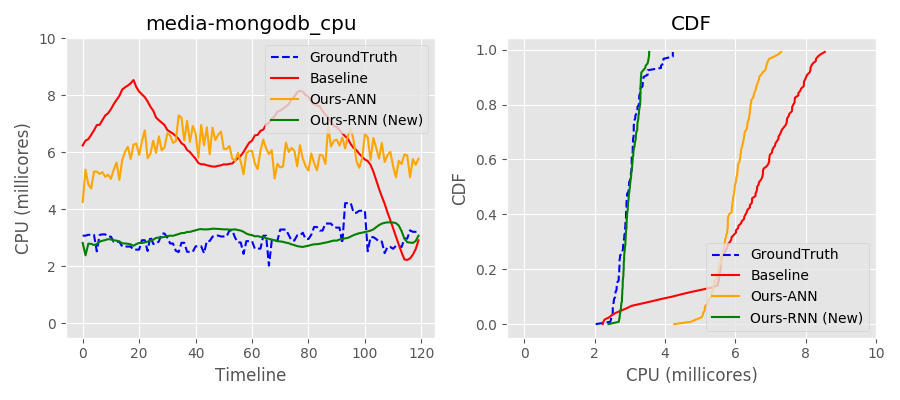 media-mongodb_cpu
CPU (millicores)
10
8
6
4
2
0
0
20
40
60
80
100
120
Timeline
GroundTruth
Baseline
Ours-ANN
Ours-RNN (New)
CDF
CDF
1.0
0.8
0.6
0.4
0.2
0.0
0
2
4
6
8
10
CPU (millicores)
GroundTruth
Baseline
Ours-ANN
Ours-RNN (New)